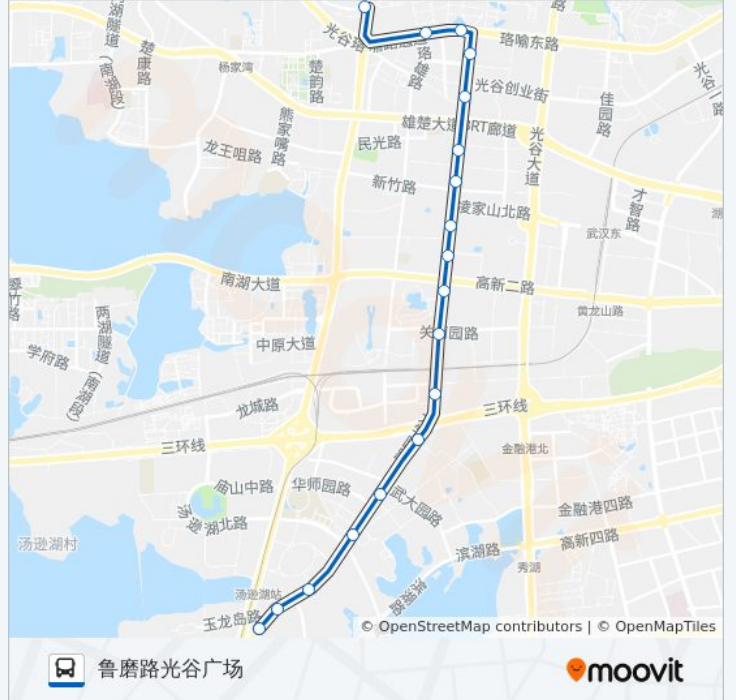 湖隧道(南湖段)
楚康路
杨家湾
楚韵路
珞雄路
路
珞喻东路
光谷创业街
佳园路
熊家嘴路
雄楚大道BRT廊道
光谷大道
龙王咀路
民光路
新竹路
凌家山北路
才智路
武汉东
湖
南湖大道
高新二路
黄龙山路
两湖隧道(南湖段)
中原大道
学府路
龙城路
三环线
三环线
金融港北
庙山中路
华师园路
武大园路
汤逊湖北路
汤逊湖村
金融港四路
高新四路
滨湖路
秀湖
汤逊湖站
玉龙岛路
© OpenStreetMap contributors | © OpenMapTiles
鲁磨路光谷广场
moovit